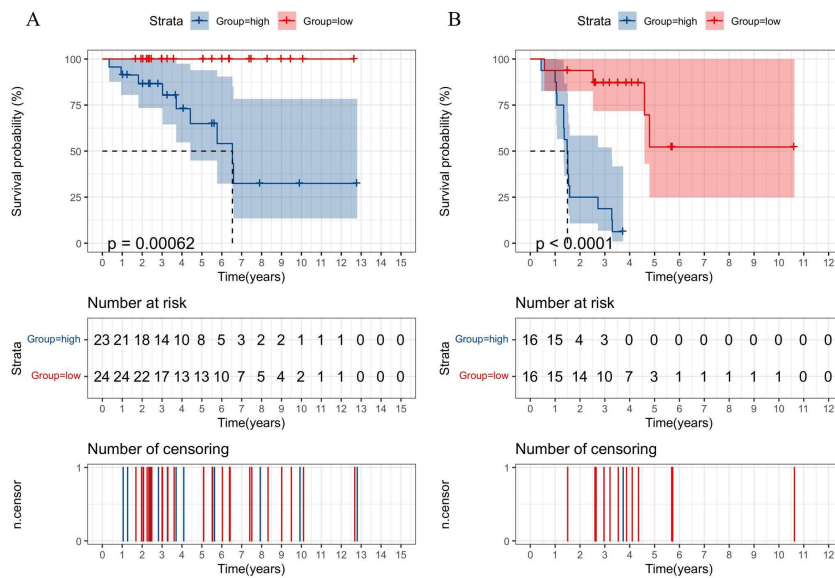 A
Strata Group=high Group=low
Survival probability (%)
100
75
50
25
0
p = 0.00062
0 1 2 3 4 5 6 7 8 9 10 11 12 13 14 15
Time(years)
Number at risk
Strata
Group=high 23 21 18 14 10 8 5 3 2 2 1 1 1 0 0 0
Group=low 24 24 22 17 13 13 10 7 5 4 2 1 1 0 0 0
0 1 2 3 4 5 6 7 8 9 10 11 12 13 14 15
Time(years)
Number of censoring
n.censor
1
0
0 1 2 3 4 5 6 7 8 9 10 11 12 13 14 15
Time(years)
B
Strata Group=high Group=low
Survival probability (%)
100
75
50
25
0
p < 0.0001
0 1 2 3 4 5 6 7 8 9 10 11 12
Time(years)
Number at risk
Strata
Group=high 16 15 4 3 0 0 0 0 0 0 0 0 0
Group=low 16 15 14 10 7 3 1 1 1 1 1 0 0
0 1 2 3 4 5 6 7 8 9 10 11 12
Time(years)
Number of censoring
n.censor
1
0
0 1 2 3 4 5 6 7 8 9 10 11 12
Time(years)